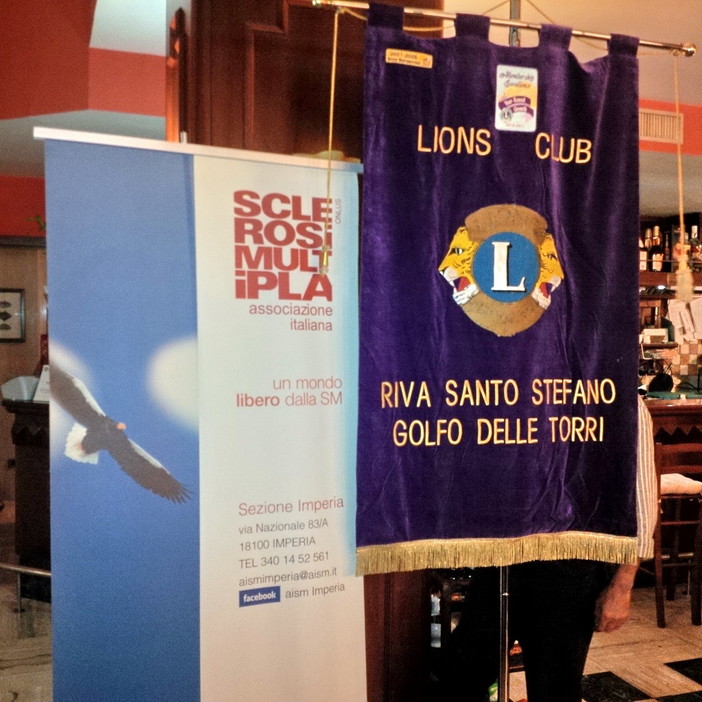 SCLE
ROSi
MULT
iPLA
ONLUS
associazione
italiana
un mondo
libero dalla SM
Sezione Imperia
via Nazionale 83/A
18100 IMPERIA
TEL 340 14 52 561
aismimperia@aism.it
facebook aism Imperia
LIONS CLUB
L
RIVA SANTO STEFANO
GOLFO DELLE TORRI